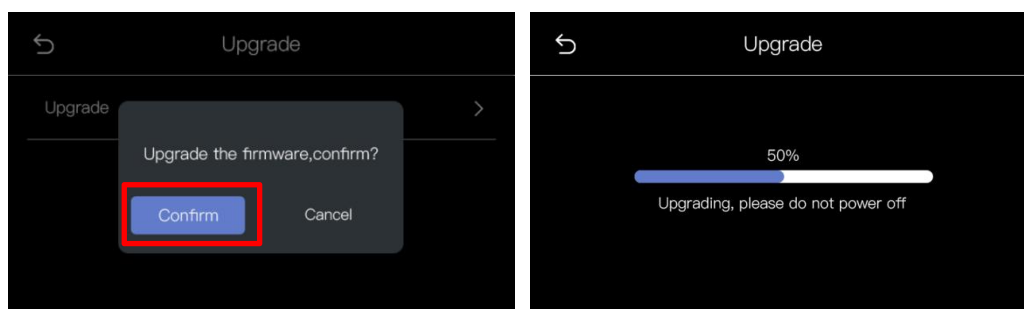 Upgrade
Upgrade
Upgrade the firmware,confirm?
Confirm
Cancel
Upgrade
50%
Upgrading, please do not power off